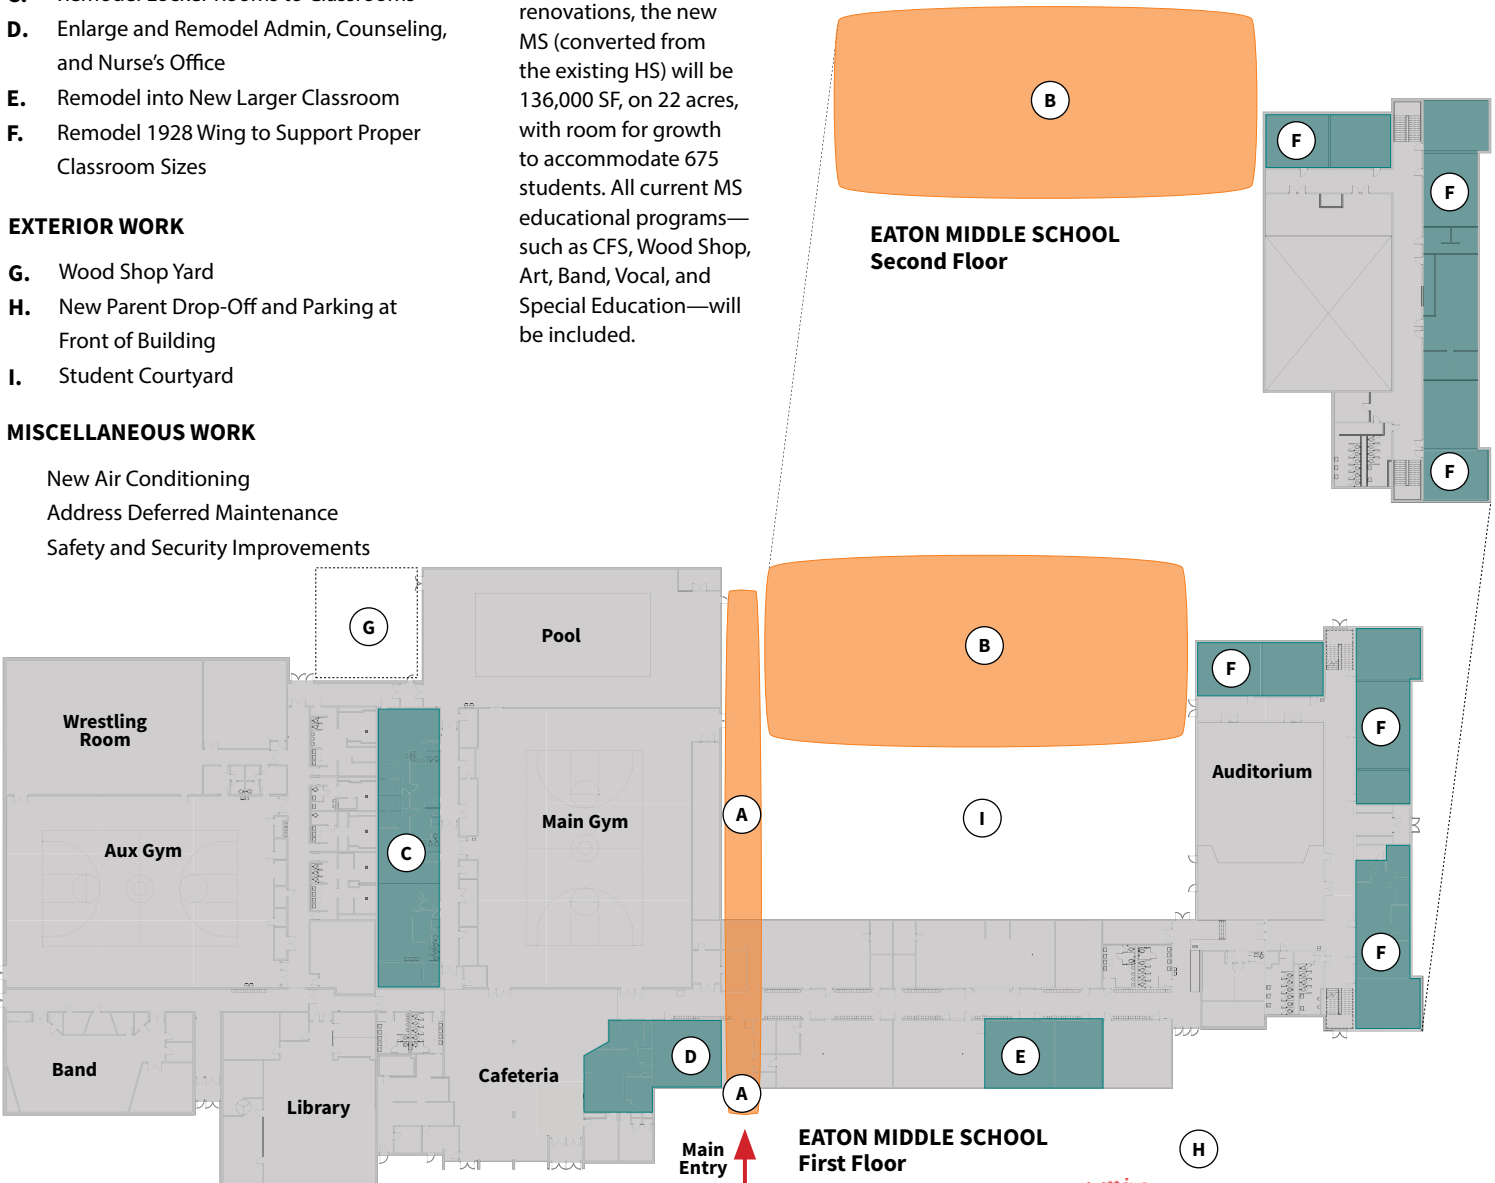 C. Remodel Locker Rooms to Classrooms
D. Enlarge and Remodel Admin, Counseling,
and Nurse's Office
E. Remodel into New Larger Classroom
F. Remodel 1928 Wing to Support Proper
Classroom Sizes
EXTERIOR WORK
G. Wood Shop Yard
H. New Parent Drop-Off and Parking at
Front of Building
I. Student Courtyard
MISCELLANEOUS WORK
New Air Conditioning
Address Deferred Maintenance
Safety and Security Improvements
renovations, the new
MS (converted from
the existing HS) will be
136,000 SF, on 22 acres,
with room for growth
to accommodate 675
students. All current MS
educational programs—
such as CFS, Wood Shop,
Art, Band, Vocal, and
Special Education—will
be included.
B
F
F
F
EATON MIDDLE SCHOOL
Second Floor
G
Pool
B
F
Wrestling
Room
F
Auditorium
A
I
Main Gym
Aux Gym
C
F
D
E
Band
Cafeteria
A
Library
Main
Entry
EATON MIDDLE SCHOOL
First Floor
H